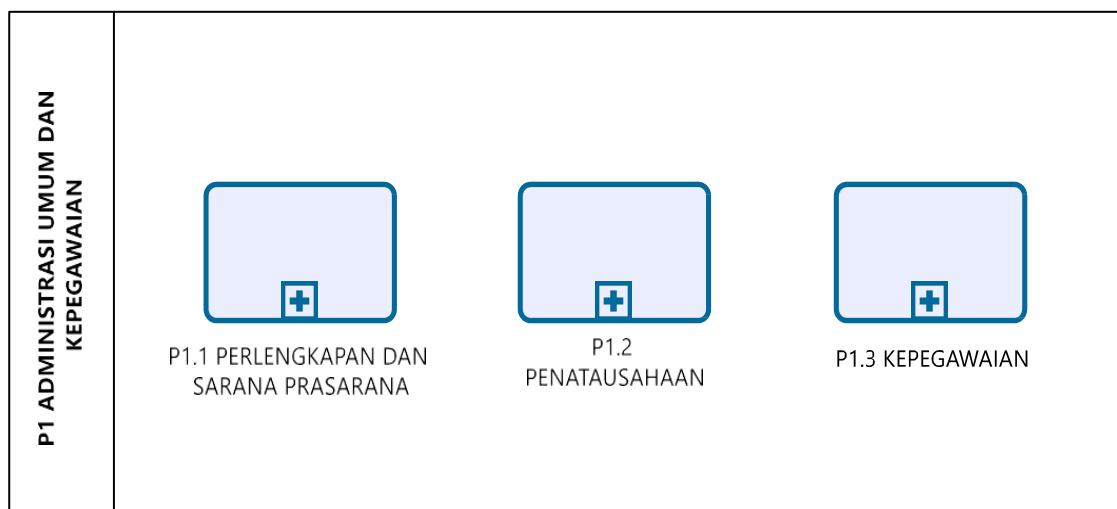 P1 ADMINISTRASI UMUM DAN
KEPEGAWAIAN
P1.1 PERLENGKAPAN DAN
SARANA PRASARANA
P1.2
PENATAUSAHAAN
P1.3 KEPEGAWAIAN